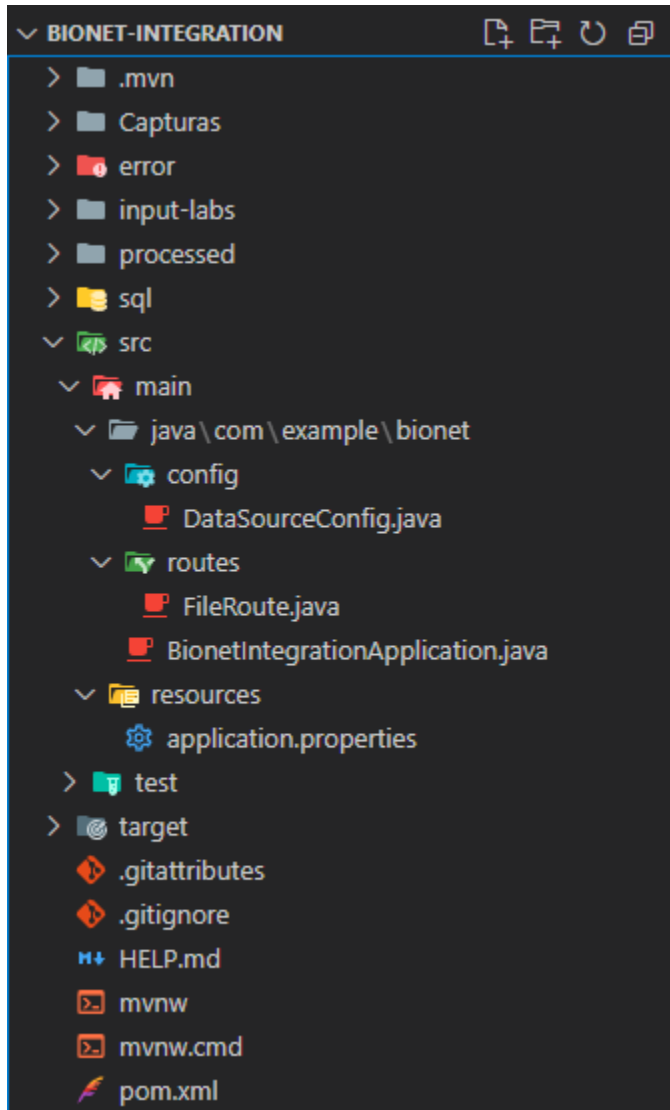 BIONET-INTEGRATION
.mvn
Capturas
error
input-labs
processed
sql
src
main
java\com\example\bionet
config
DataSourceConfig.java
routes
FileRoute.java
BionetIntegrationApplication.java
resources
application.properties
test
target
.gitattributes
.gitignore
HELP.md
mvnw
mvnw.cmd
pom.xml